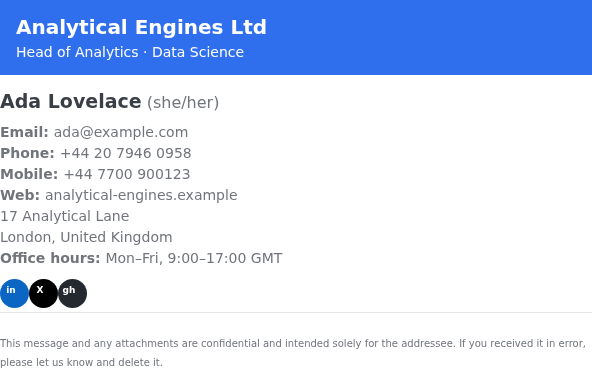 Analytical Engines Ltd
Head of Analytics · Data Science
Ada Lovelace (she/her)
Email: ada@example.com
Phone: +44 20 7946 0958
Mobile: +44 7700 900123
Web: analytical-engines.example
17 Analytical Lane
London, United Kingdom
Office hours: Mon–Fri, 9:00–17:00 GMT
in X gh
This message and any attachments are confidential and intended solely for the addressee. If you received it in error,
please let us know and delete it.